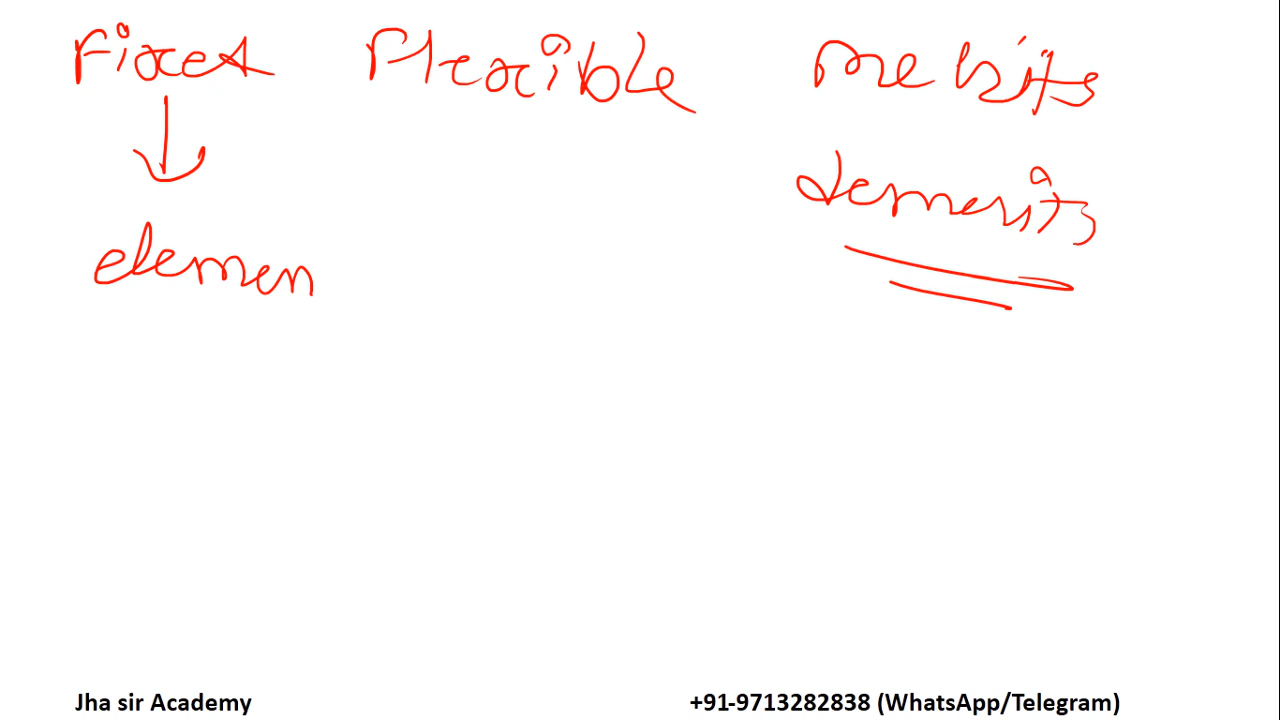 Fixed Flexible merits
demerits
elemen
Jha sir Academy +91-9713282838 (WhatsApp/Telegram)